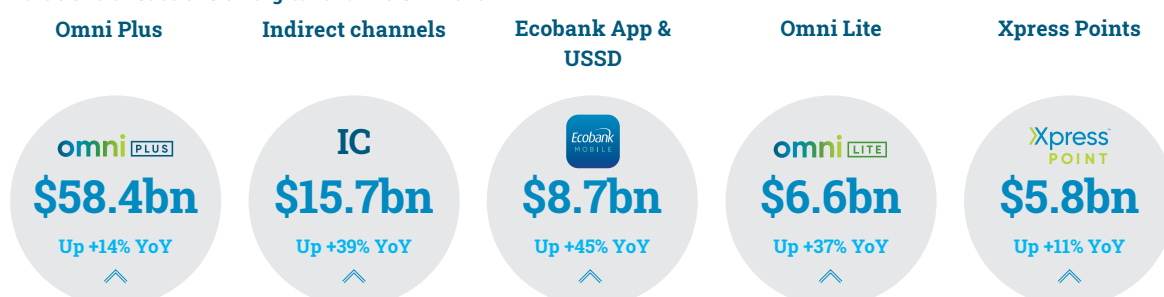 Omni Plus
Indirect channels
Ecobank App &
USSD
Omni Lite
Xpress Points
omni PLUS
$58.4bn
Up +14% YoY
IC
$15.7bn
Up +39% YoY
Ecobank
MOBILE
$8.7bn
Up +45% YoY
omni LITE
$6.6bn
Up +37% YoY
Xpress
POINT
$5.8bn
Up +11% YoY